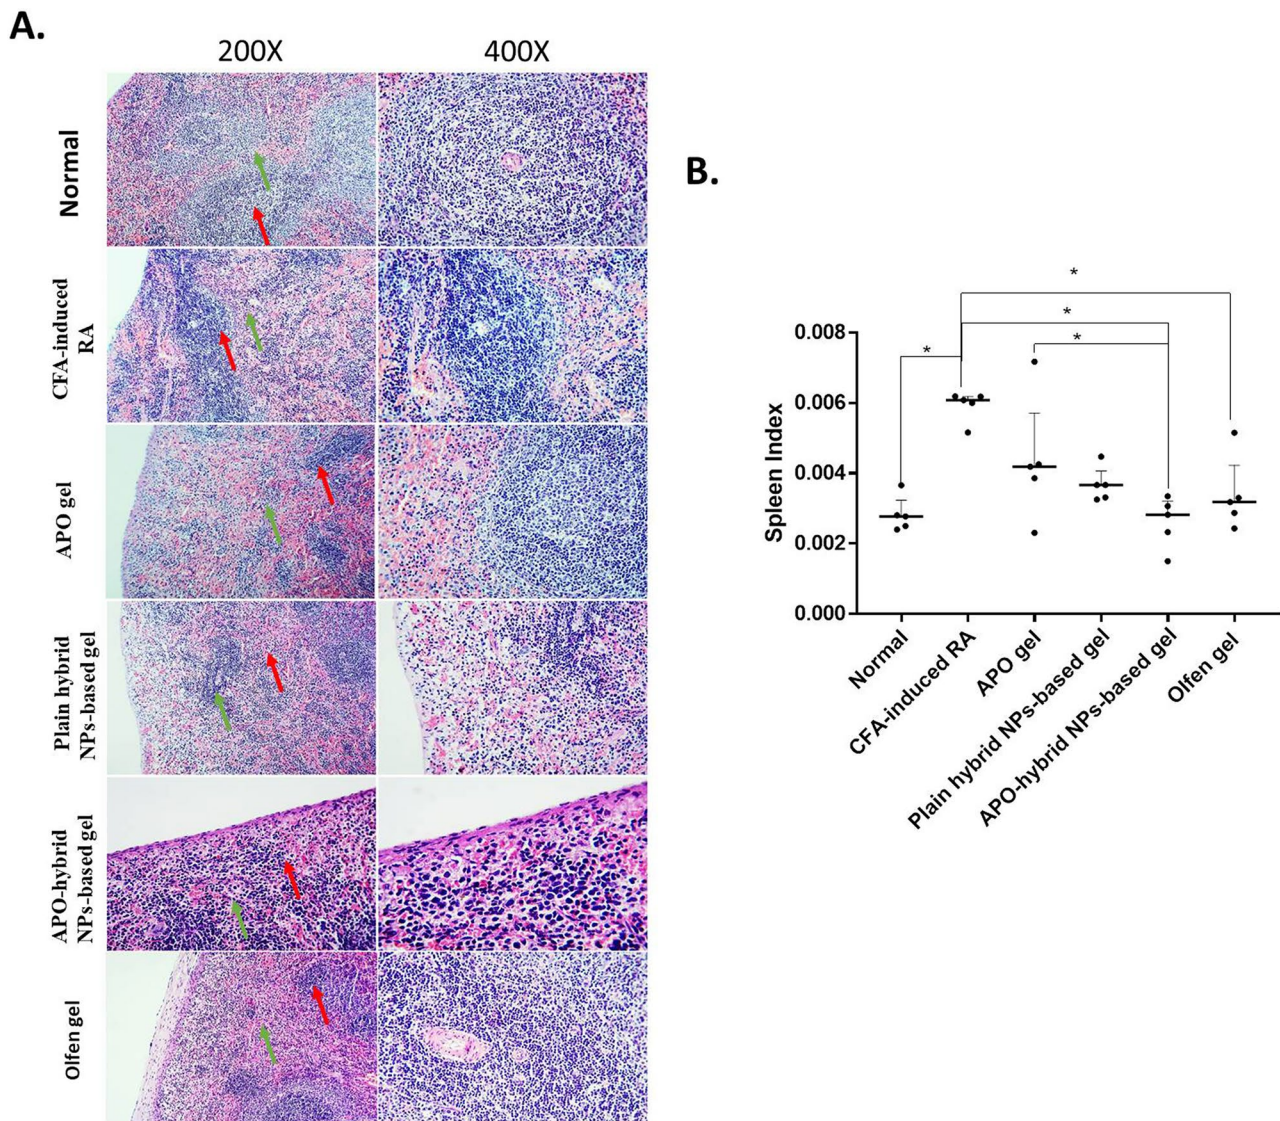 A.
200X
400X
Normal
CFA-induced
RA
APO gel
Plain hybrid
NPs-based gel
APO-hybrid
NPs-based gel
Olfen gel
B.
*
*
*
*
Spleen Index
0.008
0.006
0.004
0.002
0.000
Normal
CFA-induced RA
APO gel
Plain hybrid NPs-based gel
APO-hybrid NPs-based gel
Olfen gel